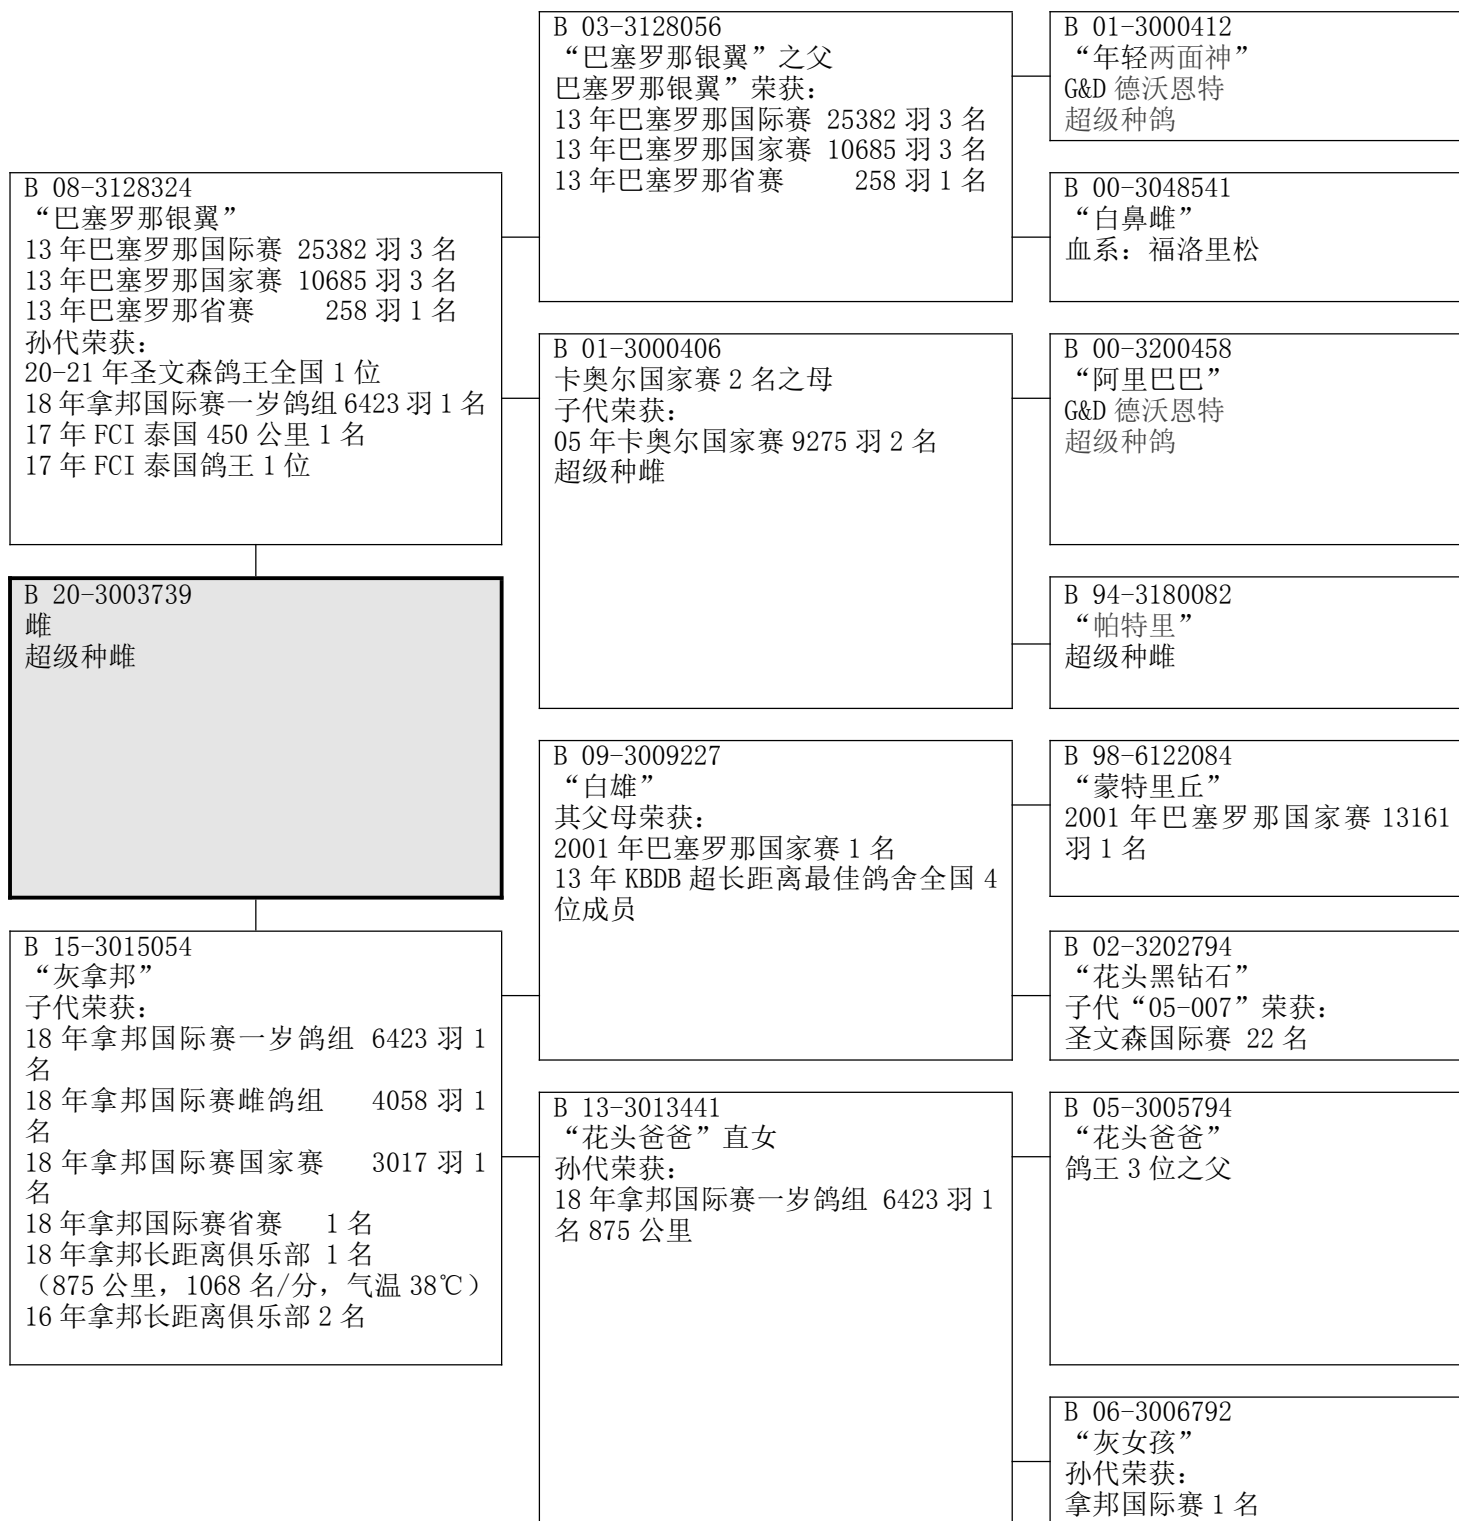 B 08-3128324
“巴塞罗那银翼”
13 年巴塞罗那国际赛 25382 羽 3 名
13 年巴塞罗那国家赛 10685 羽 3 名
13 年巴塞罗那省赛 258 羽 1 名
孙代荣获：
20-21 年圣文森鸽王全国 1 位
18 年拿邦国际赛一岁鸽组 6423 羽 1 名
17 年 FCI 泰国 450 公里 1 名
17 年 FCI 泰国鸽王 1 位
B 20-3003739
雌
超级种雌
B 15-3015054
“灰拿邦”
子代荣获：
18 年拿邦国际赛一岁鸽组 6423 羽 1
名
18 年拿邦国际赛雌鸽组 4058 羽 1
名
18 年拿邦国际赛国家赛 3017 羽 1
名
18 年拿邦国际赛省赛 1 名
18 年拿邦长距离俱乐部 1 名
（875 公里，1068 名/分，气温 38℃）
16 年拿邦长距离俱乐部 2 名
B 03-3128056
“巴塞罗那银翼”之父
巴塞罗那银翼”荣获：
13 年巴塞罗那国际赛 25382 羽 3 名
13 年巴塞罗那国家赛 10685 羽 3 名
13 年巴塞罗那省赛 258 羽 1 名
B 01-3000406
卡奥尔国家赛 2 名之母
子代荣获：
05 年卡奥尔国家赛 9275 羽 2 名
超级种雌
B 09-3009227
“白雄”
其父母荣获：
2001 年巴塞罗那国家赛 1 名
13 年 KBDB 超长距离最佳鸽舍全国 4
位成员
B 13-3013441
“花头爸爸”直女
孙代荣获：
18 年拿邦国际赛一岁鸽组 6423 羽 1
名 875 公里
B 01-3000412
“年轻两面神”
G&D 德沃恩特
超级种鸽
B 00-3048541
“白鼻雌”
血系：福洛里松
B 00-3200458
“阿里巴巴”
G&D 德沃恩特
超级种鸽
B 94-3180082
“帕特里”
超级种雌
B 98-6122084
“蒙特里丘”
2001 年巴塞罗那国家赛 13161
羽 1 名
B 02-3202794
“花头黑钻石”
子代“05-007”荣获：
圣文森国际赛 22 名
B 05-3005794
“花头爸爸”
鸽王 3 位之父
B 06-3006792
“灰女孩”
孙代荣获：
拿邦国际赛 1 名